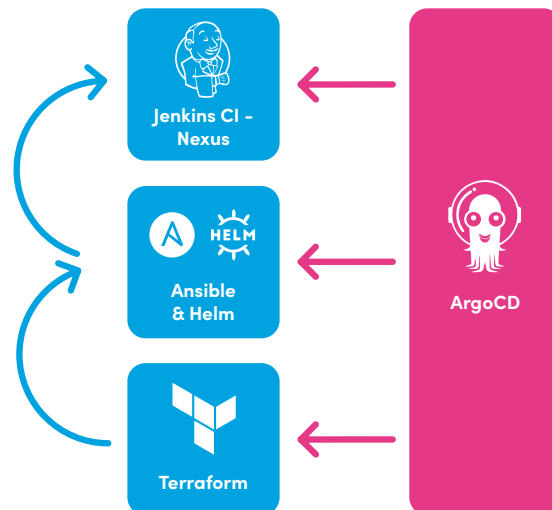 Jenkins CI -
Nexus
HELM
Ansible
& Helm
ArgoCD
Terraform